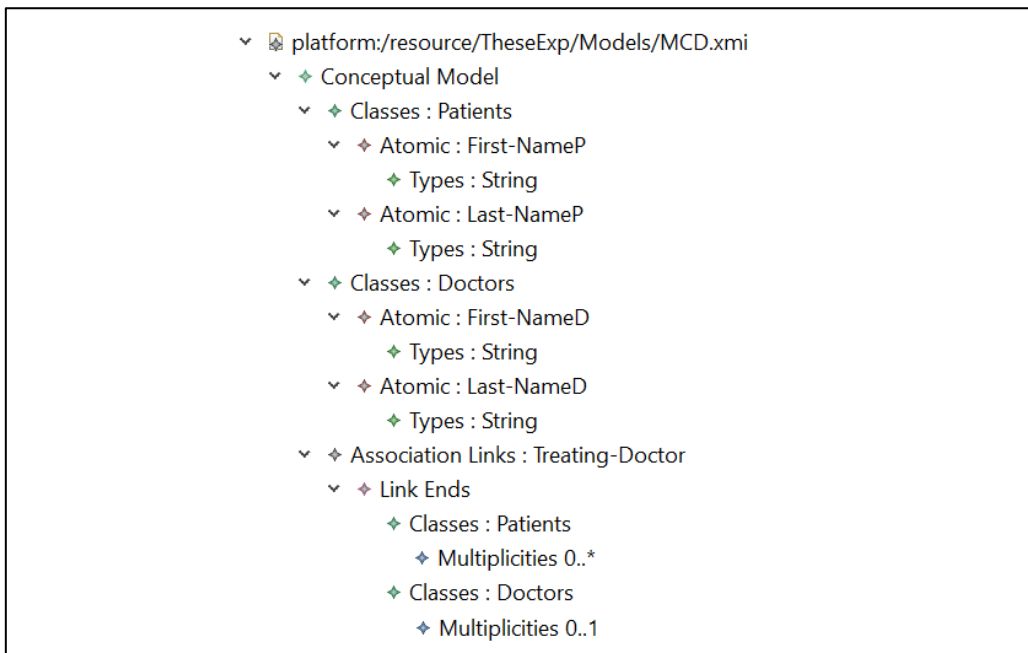 platform:/resource/TheseExp/Models/MCD.xmi
Conceptual Model
Classes : Patients
Atomic : First-NameP
Types : String
Atomic : Last-NameP
Types : String
Classes : Doctors
Atomic : First-NameD
Types : String
Atomic : Last-NameD
Types : String
Association Links : Treating-Doctor
Link Ends
Classes : Patients
Multiplicities 0..*
Classes : Doctors
Multiplicities 0..1